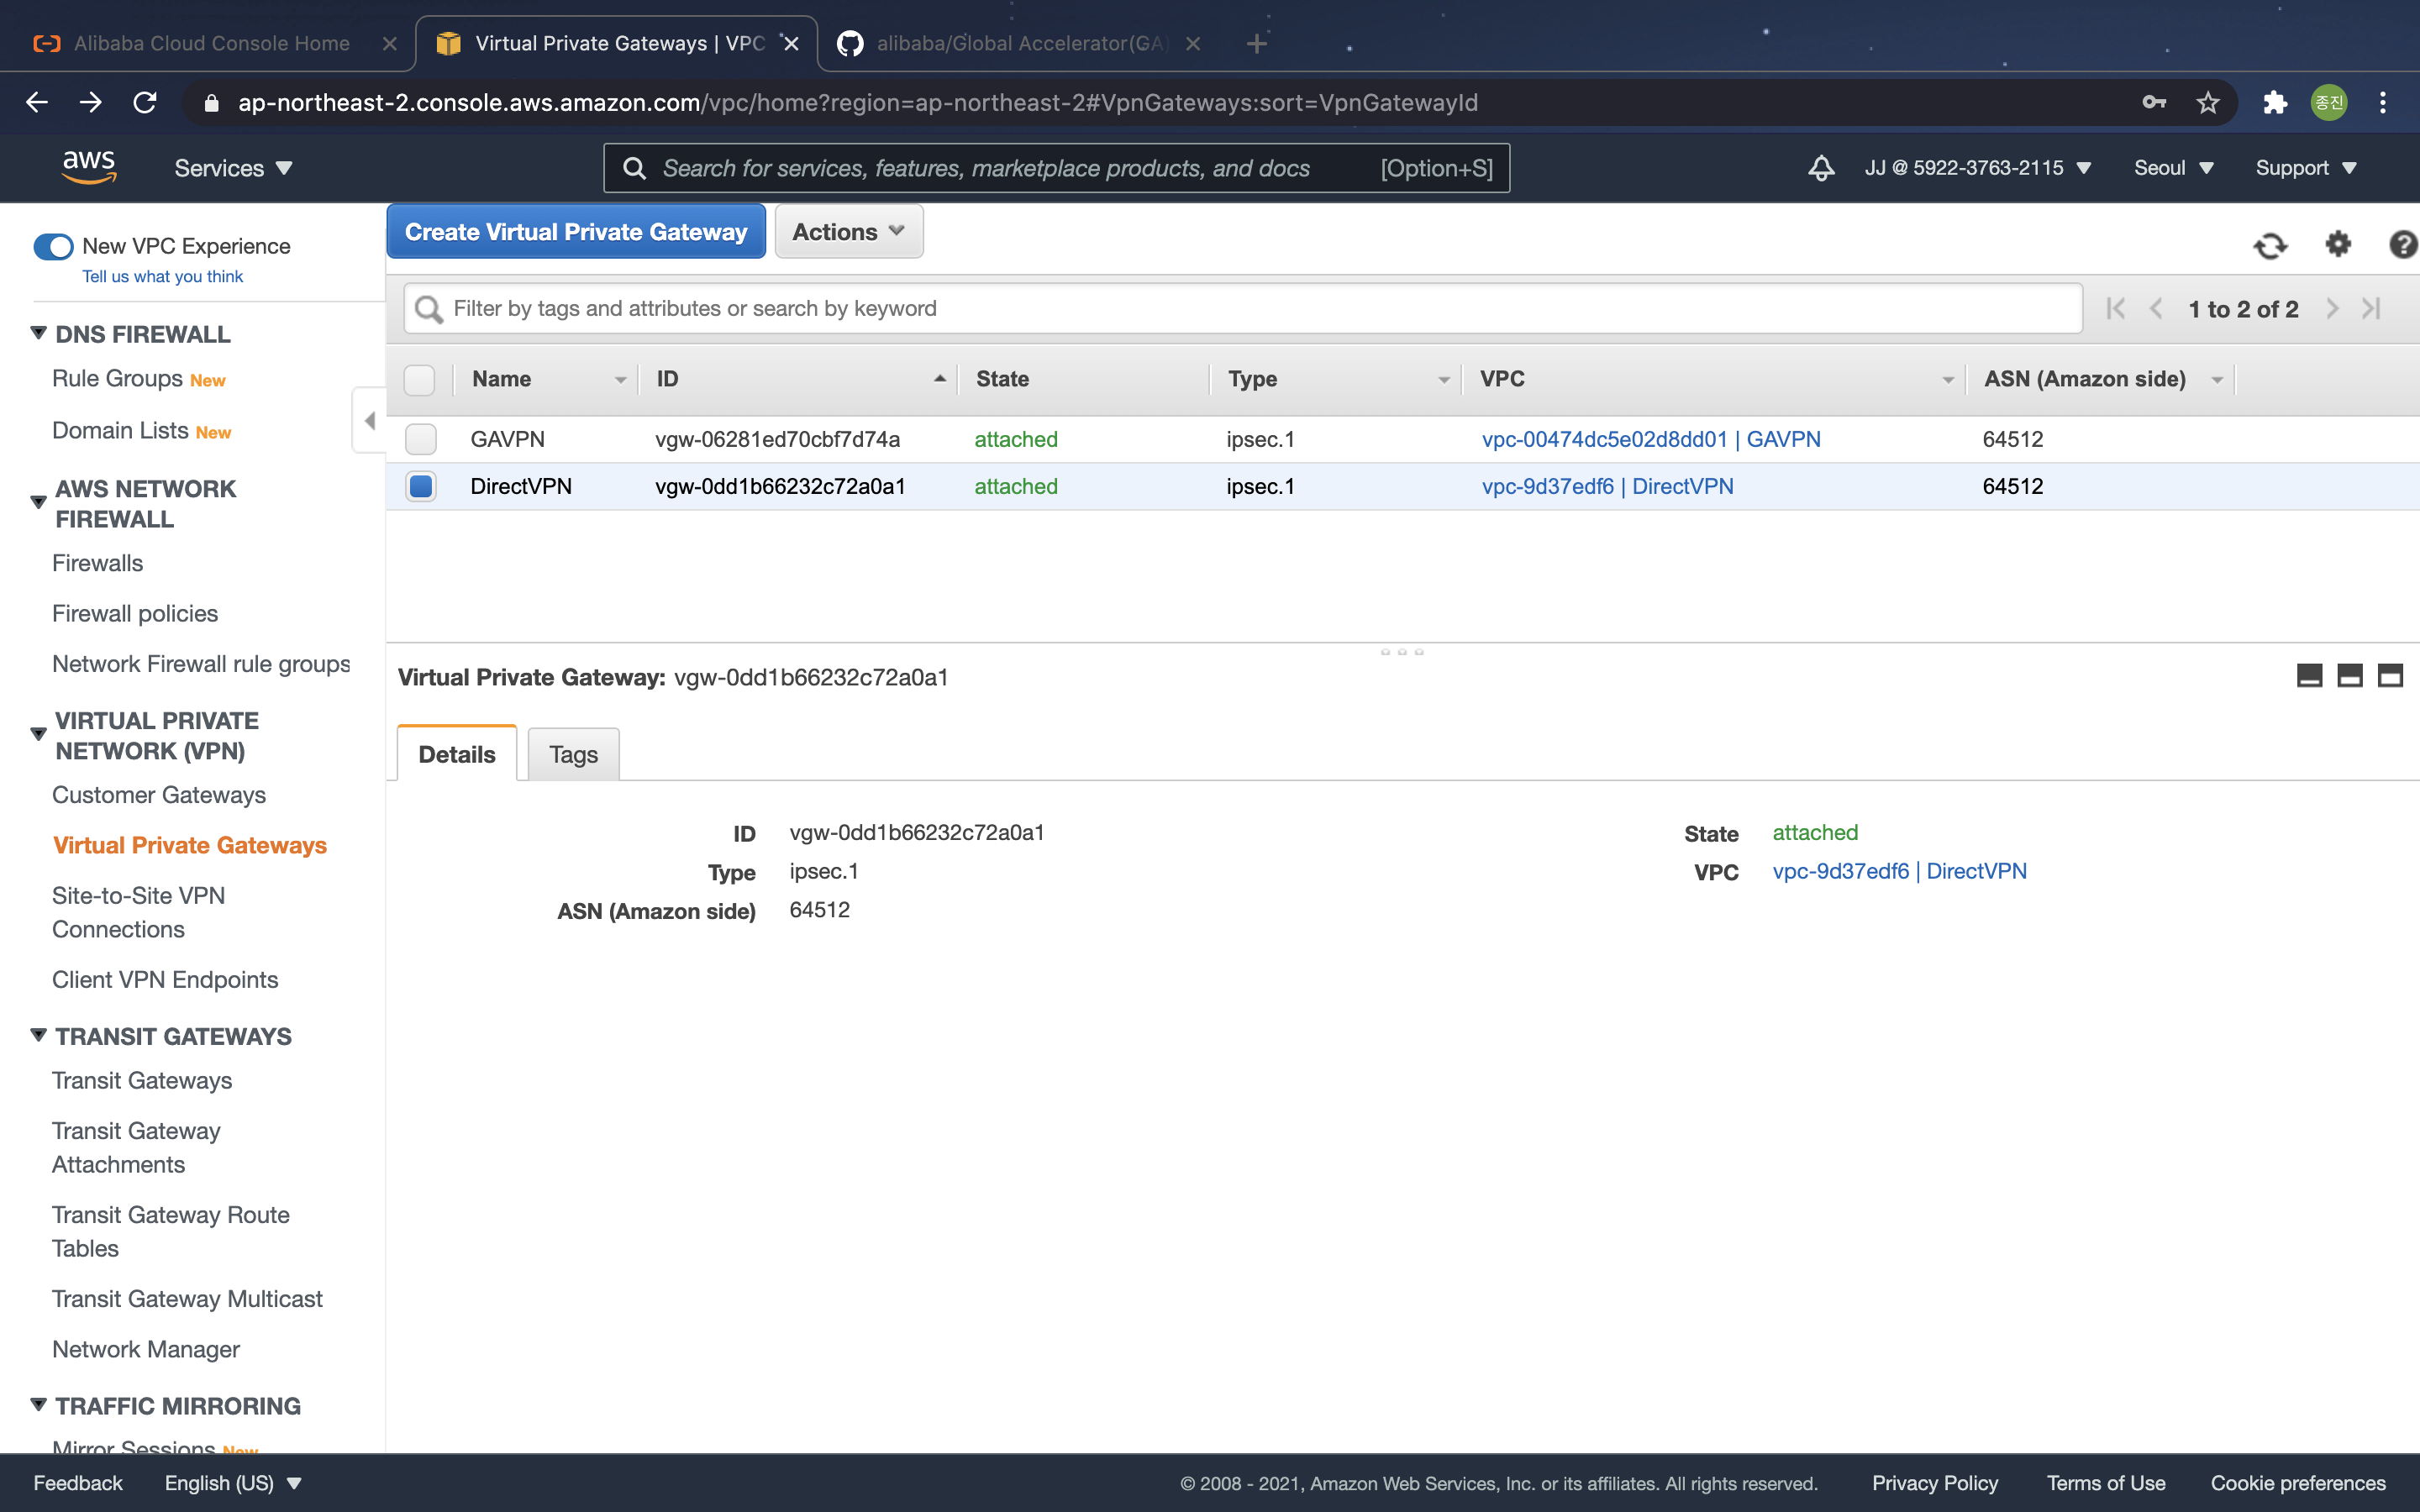 Alibaba Cloud Console Home
Virtual Private Gateways | VPC
alibaba/Global Accelerator(GA)
ap-northeast-2.console.aws.amazon.com/vpc/home?region=ap-northeast-2#VpnGateways:sort=VpnGatewayId
종진
aws
Services
Search for services, features, marketplace products, and docs [Option+S]
JJ @ 5922-3763-2115
Seoul
Support
New VPC Experience
Tell us what you think
DNS FIREWALL
Rule Groups New
Domain Lists New
AWS NETWORK
FIREWALL
Firewalls
Firewall policies
Network Firewall rule groups
VIRTUAL PRIVATE
NETWORK (VPN)
Customer Gateways
Virtual Private Gateways
Site-to-Site VPN
Connections
Client VPN Endpoints
TRANSIT GATEWAYS
Transit Gateways
Transit Gateway
Attachments
Transit Gateway Route
Tables
Transit Gateway Multicast
Network Manager
TRAFFIC MIRRORING
Mirror Sessions New
Create Virtual Private Gateway
Actions
Filter by tags and attributes or search by keyword
1 to 2 of 2
Name ID State Type VPC ASN (Amazon side)
GAVPN vgw-06281ed70cbf7d74a attached ipsec.1 vpc-00474dc5e02d8dd01 | GAVPN 64512
DirectVPN vgw-0dd1b66232c72a0a1 attached ipsec.1 vpc-9d37edf6 | DirectVPN 64512
Virtual Private Gateway: vgw-0dd1b66232c72a0a1
Details
Tags
ID vgw-0dd1b66232c72a0a1
Type ipsec.1
ASN (Amazon side) 64512
State attached
VPC vpc-9d37edf6 | DirectVPN
Feedback
English (US)
© 2008 - 2021, Amazon Web Services, Inc. or its affiliates. All rights reserved.
Privacy Policy
Terms of Use
Cookie preferences